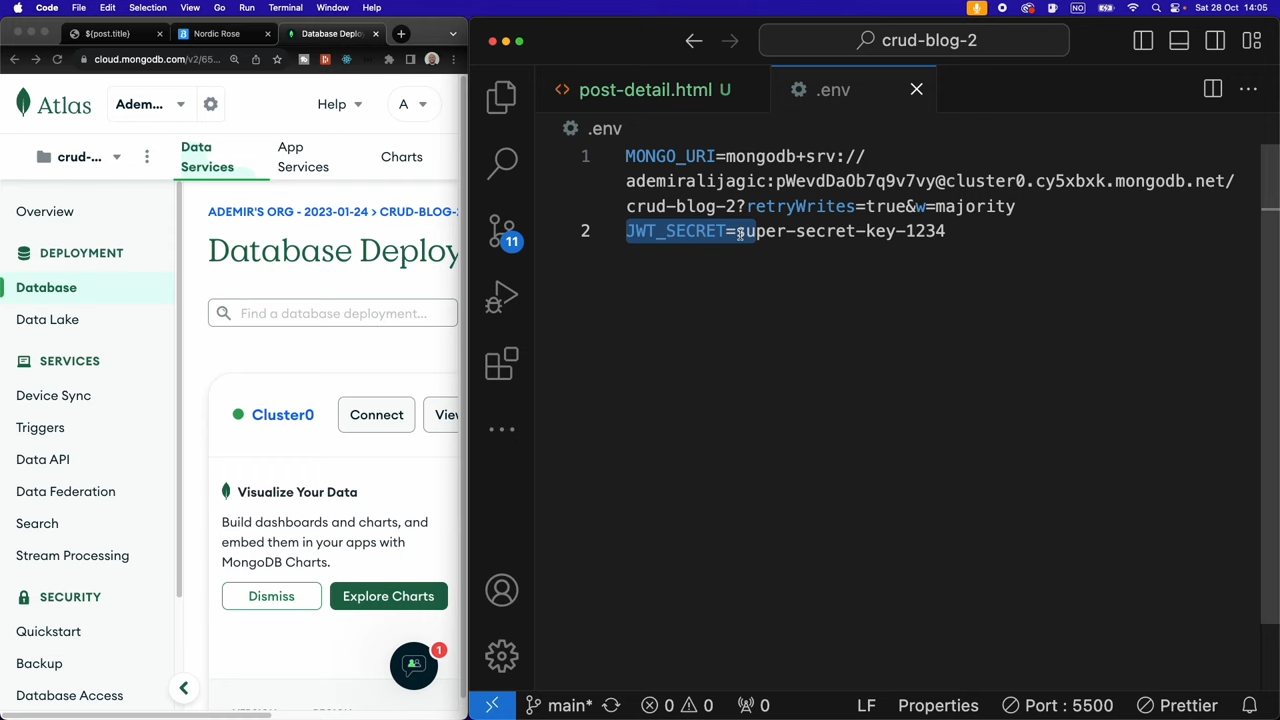 Code File Edit Selection View Go Run Terminal Window Help
NO Sat 28 Oct 14:05
${post.title}
Nordic Rose
Database Deplo
cloud.mongodb.com/v2/65...
Atlas
Adem...
Help
A
crud-...
Data Services
App Services
Charts
Overview
DEPLOYMENT
Database
Data Lake
SERVICES
Device Sync
Triggers
Data API
Data Federation
Search
Stream Processing
SECURITY
Quickstart
Backup
Database Access
ADEMIR'S ORG - 2023-01-24 > CRUD-BLOG-
Database Deploy
Find a database deployment...
Cluster0
Connect
Vie
Visualize Your Data
Build dashboards and charts, and
embed them in your apps with
MongoDB Charts.
Dismiss
Explore Charts
1
crud-blog-2
post-detail.html U
.env
.env
1 MONGO_URI=mongodb+srv://
ademiralijagic:pWevdDaOb7q9v7vy@cluster0.cy5xbxk.mongodb.net/
crud-blog-2?retryWrites=true&w=majority
2 JWT_SECRET=super-secret-key-1234
11
main*
0
0
0
LF
Properties
Port : 5500
Prettier